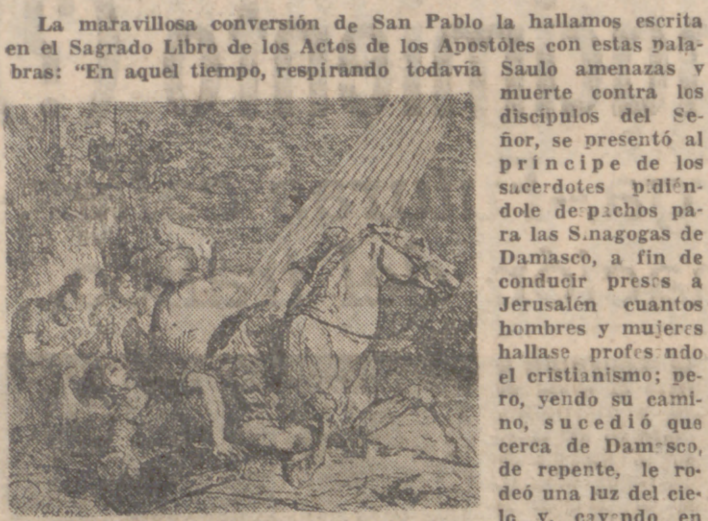 La maravillosa conversión de San Pablo la hallamos escrita
en el Sagrado Libro de los Actos de los Apostóles con estas pala-
bras: "En aquel tiempo, respirando todavía Saulo amenazas y
muerte contra los
discípulos del Se-
ñor, se presentó al
príncipe de los
sacerdotes pidién-
dole despachos pa-
ra las Sinagogas de
Damasco, a fin de
conducir presos a
Jerusalén cuantos
hombres y mujeres
hallase profesando
el cristianismo; pe-
ro, yendo su cami-
no, sucedió que
cerca de Damasco,
de repente, le ro-
deó una luz del cie-
lo y, cayendo en